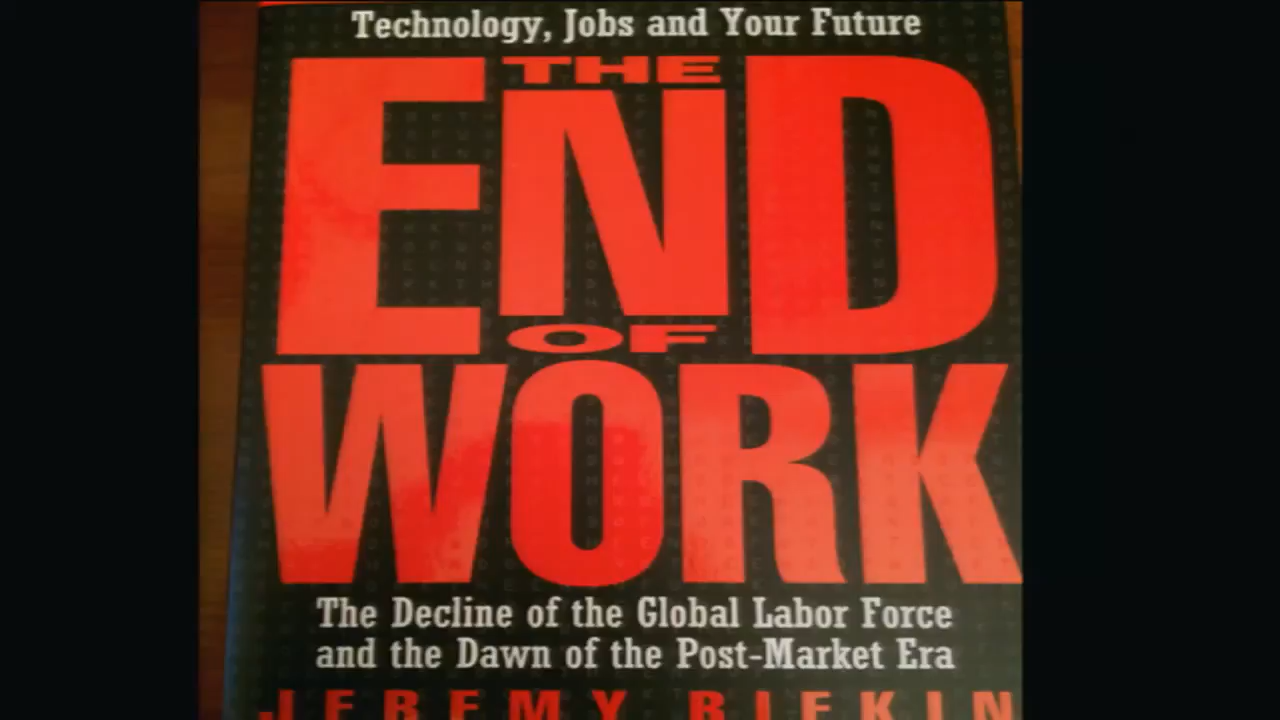 Technology, Jobs and Your Future
THE
END
OF
WORK
The Decline of the Global Labor Force
and the Dawn of the Post-Market Era
JEREMY RIFKIN